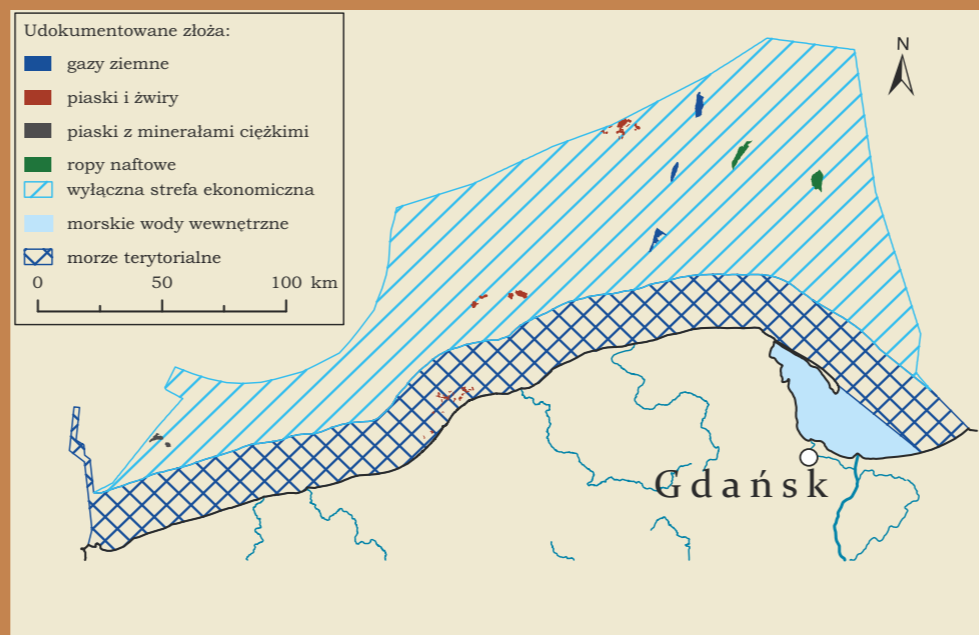 Udokumentowane złoża:
gazy ziemne
piaski i żwiry
piaski z minerałami ciężkimi
ropy naftowe
wyłączna strefa ekonomiczna
morskie wody wewnętrzne
morze terytorialne
0 50 100 km
N
Gdańsk